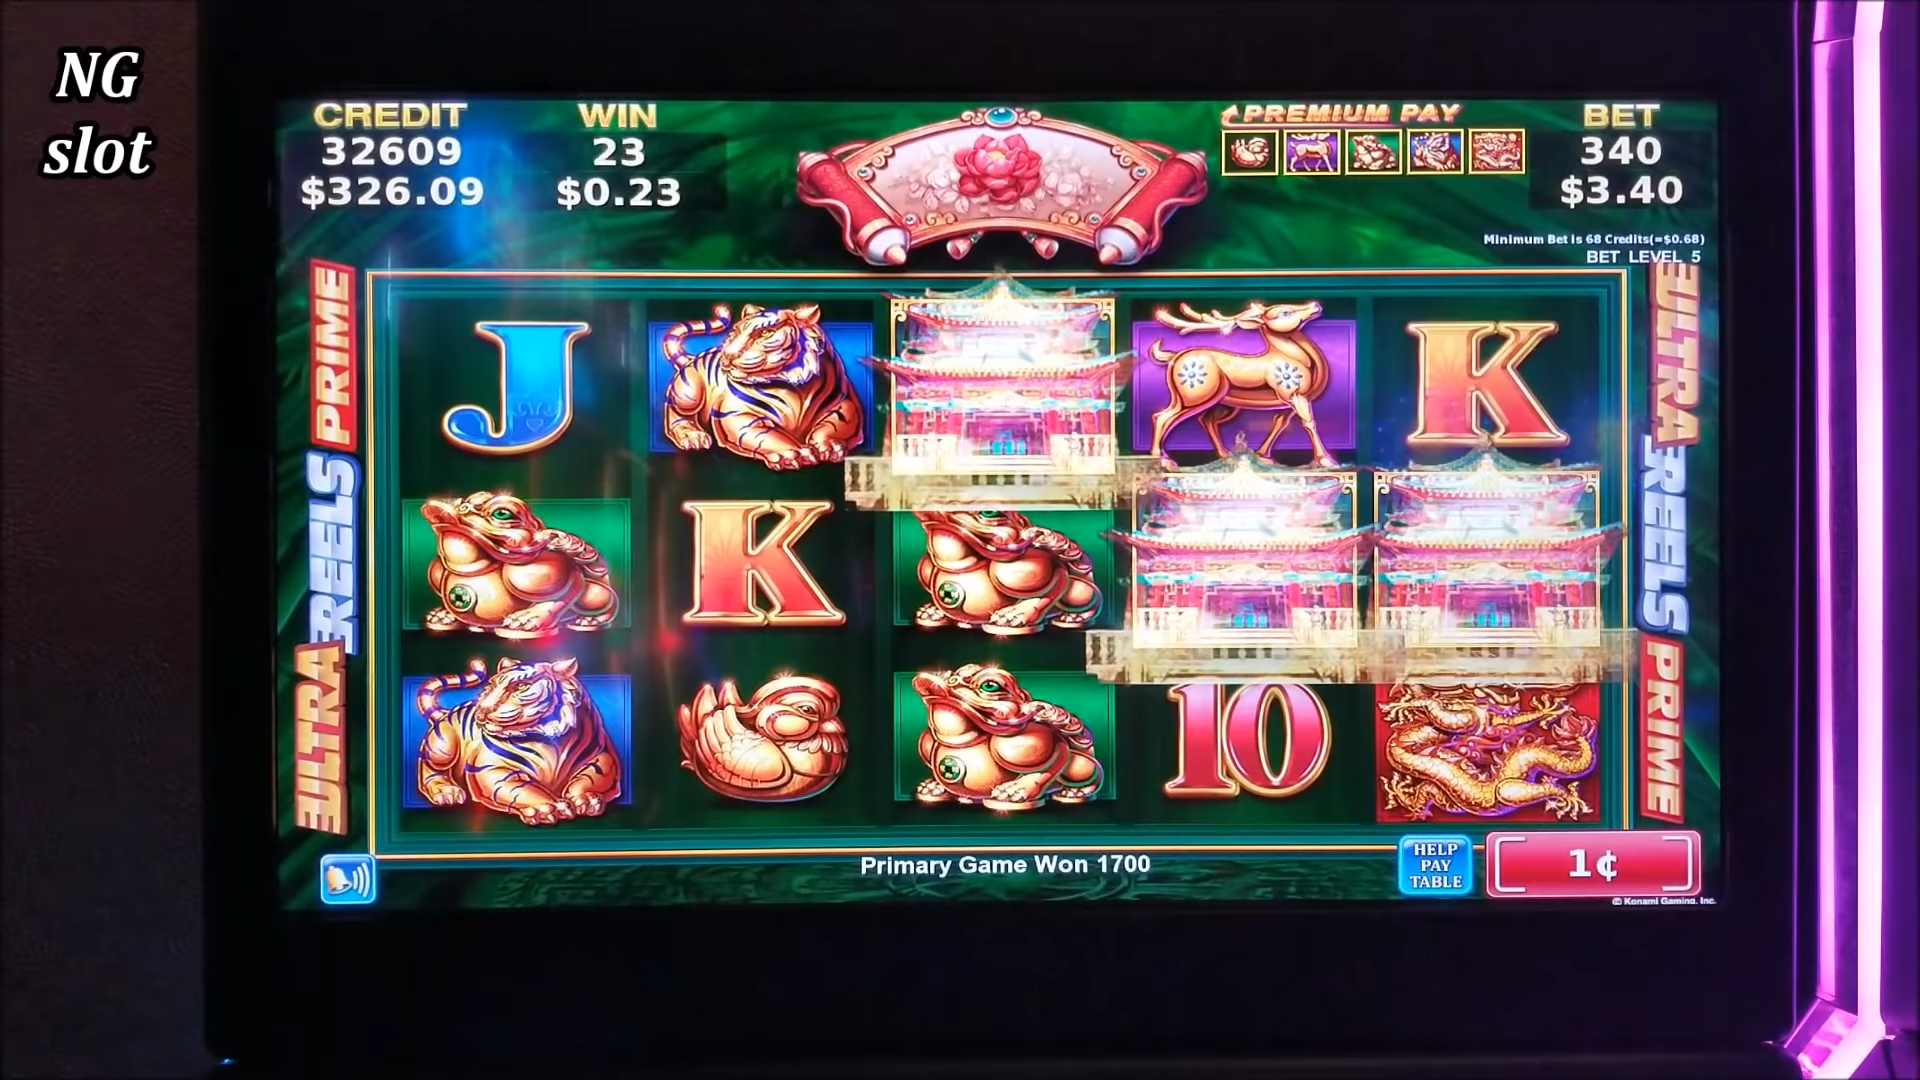 NG
slot
CREDIT
32609
$326.09
WIN
23
$0.23
PREMIUM PAY
BET
340
$3.40
Minimum Bet is 68 Credits(=$0.68)
BET LEVEL 5
ULTRA REELS PRIME
ULTRA REELS PRIME
J
K
K
10
Primary Game Won 1700
HELP
PAY
TABLE
1¢
© Konami Gaming, Inc.